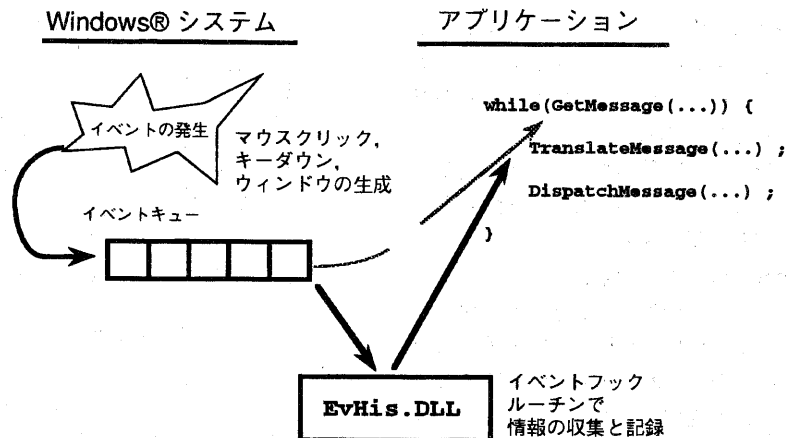 Windows® システム
アプリケーション
イベントの発生
マウスクリック,
キーダウン,
ウィンドウの生成
イベントキュー
while(GetMessage(...)) {
TranslateMessage(...) ;
DispatchMessage(...) ;
}
EvHis.DLL
イベントフック
ルーチンで
情報の収集と記録